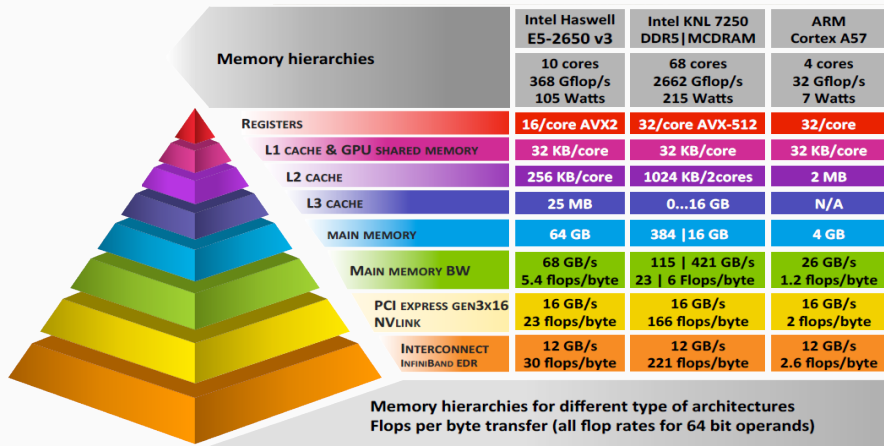 Memory hierarchies
Intel Haswell
E5-2650 v3
Intel KNL 7250
DDR5|MCDRAM
ARM
Cortex A57
10 cores
368 Gflop/s
105 Watts
68 cores
2662 Gflop/s
215 Watts
4 cores
32 Gflop/s
7 Watts
REGISTERS 16/core AVX2 32/core AVX-512 32/core
L1 CACHE & GPU SHARED MEMORY 32 KB/core 32 KB/core 32 KB/core
L2 CACHE 256 KB/core 1024 KB/2cores 2 MB
L3 CACHE 25 MB 0...16 GB N/A
MAIN MEMORY 64 GB 384 |16 GB 4 GB
MAIN MEMORY BW
68 GB/s
5.4 flops/byte
115 | 421 GB/s
23 | 6 Flops/byte
26 GB/s
1.2 flops/byte
PCI EXPRESS GEN3X16
NVLINK
16 GB/s
23 flops/byte
16 GB/s
166 flops/byte
16 GB/s
2 flops/byte
INTERCONNECT
INFINIBAND EDR
12 GB/s
30 flops/byte
12 GB/s
221 flops/byte
12 GB/s
2.6 flops/byte
Memory hierarchies for different type of architectures
Flops per byte transfer (all flop rates for 64 bit operands)